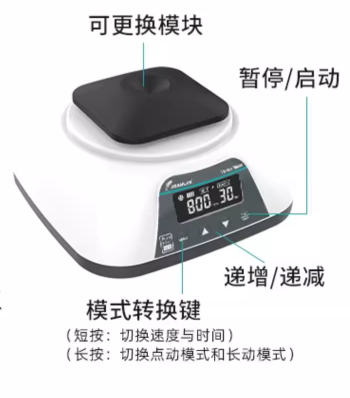 可更换模块
暂停/启动
800 30
递增/递减
模式转换键
（短按：切换速度与时间）
（长按：切换点动模式和长动模式）